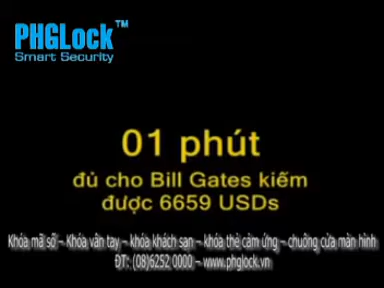 PHGLock™
Smart Security
01 phút
đủ cho Bill Gates kiếm
được 6659 USDs
Khóa mã số – Khóa vân tay – khóa khách sạn – khóa thẻ cảm ứng – chuông cửa màn hình
ĐT: (08)6252 0000 – www.phglock.vn